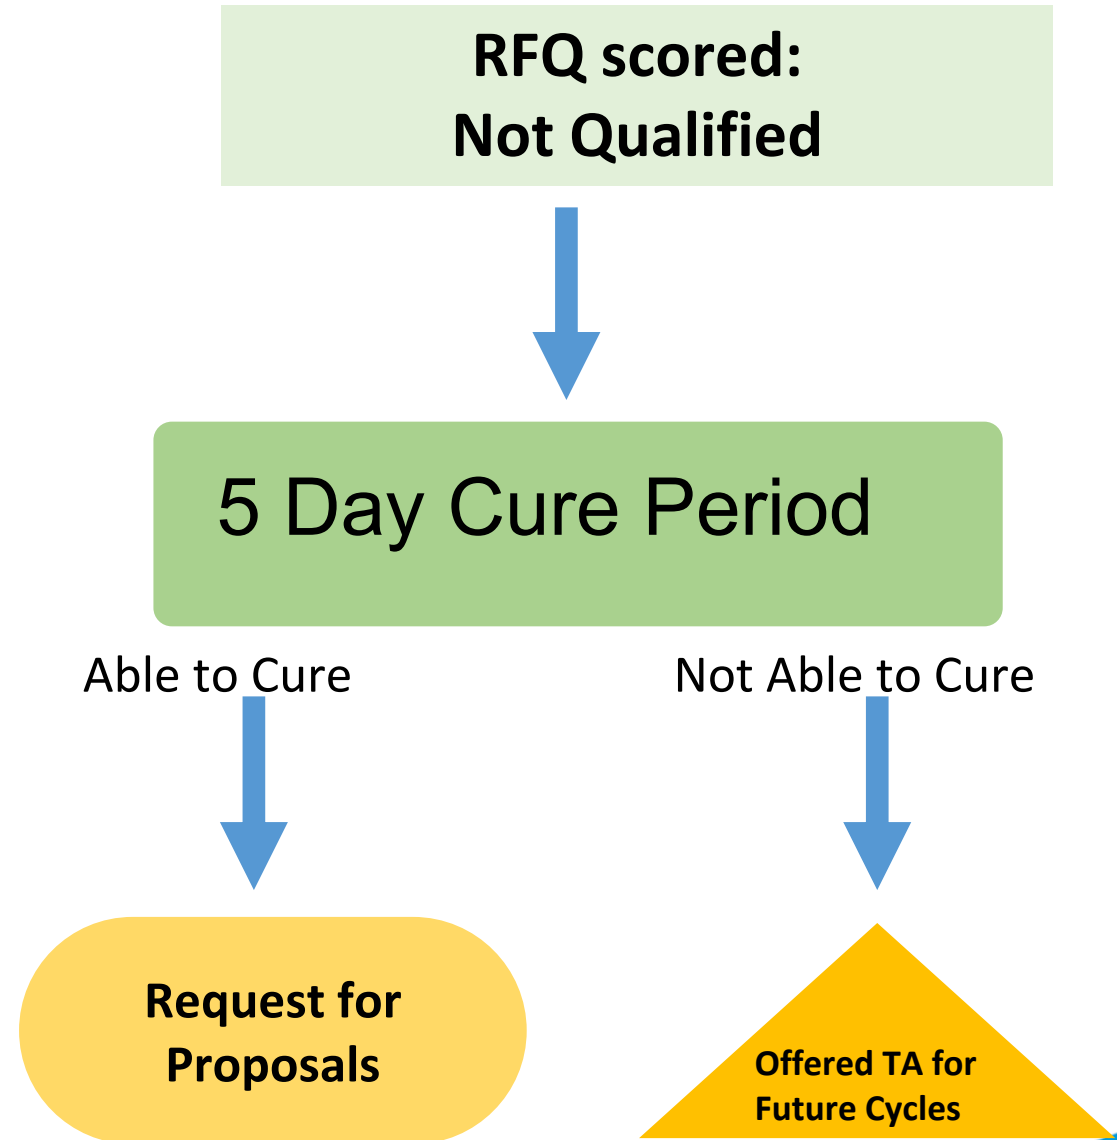 RFQ scored:
Not Qualified
5 Day Cure Period
Able to Cure
Not Able to Cure
Request for
Proposals
Offered TA for
Future Cycles